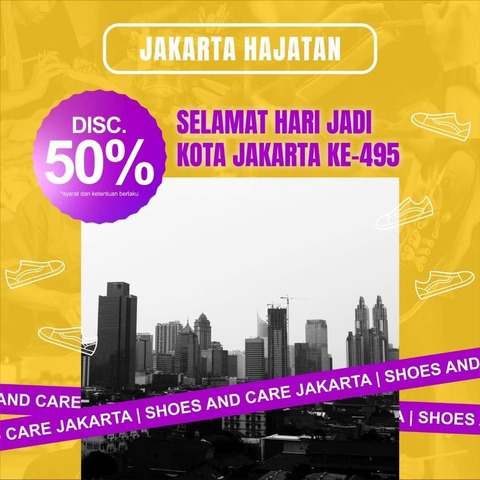 JAKARTA HAJATAN
DISC.
50%
*syarat dan ketentuan berlaku
SELAMAT HARI JADI
KOTA JAKARTA KE-495
AND CARE
CARE JAKARTA | SHOES AND CARE JAKARTA | SHOES AND
A | SHOES